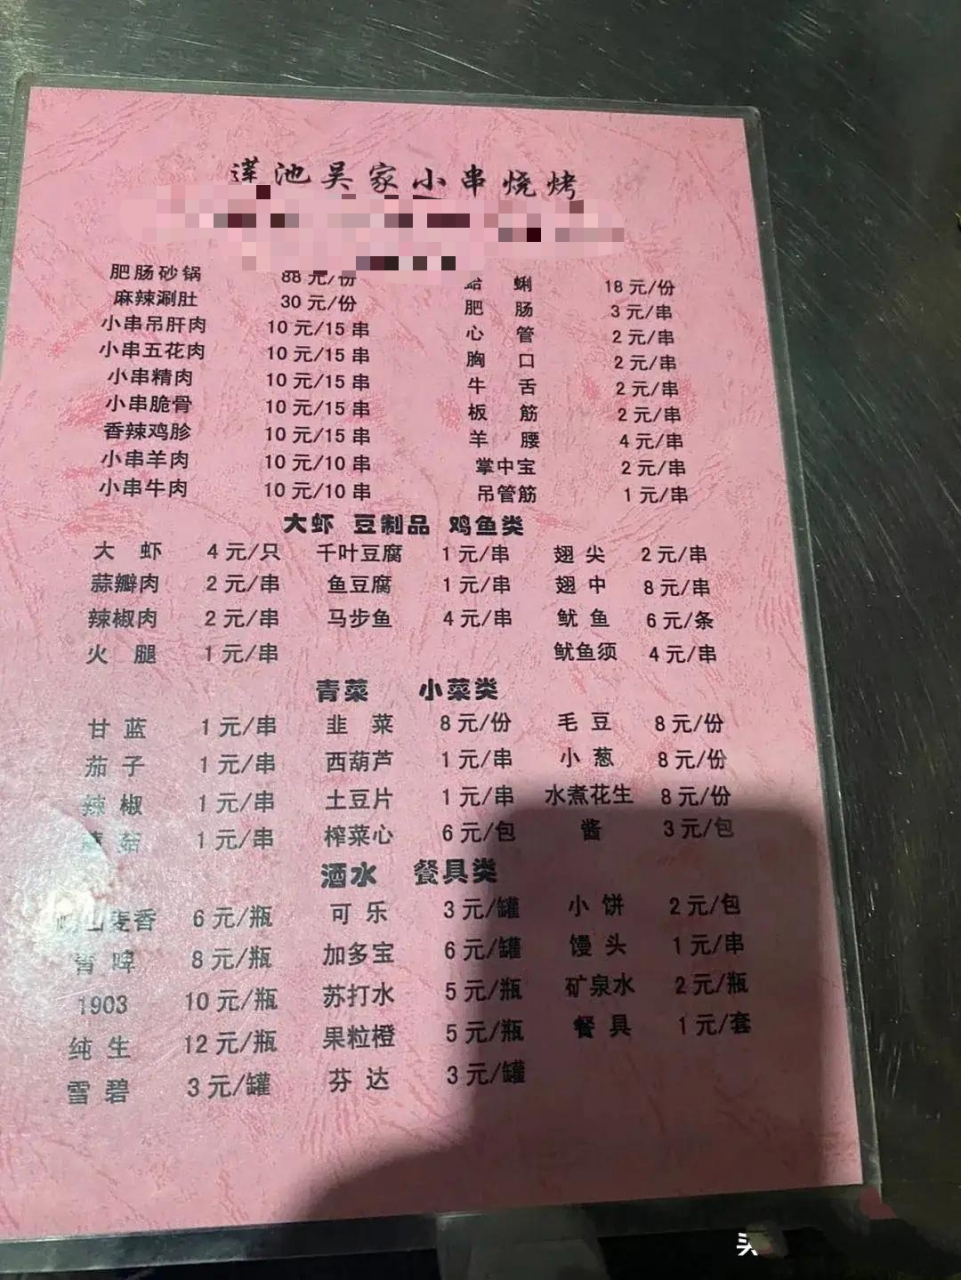 莲池吴家小串烧烤
肥肠砂锅 88元/份 蛤蜊 18元/份
麻辣涮肚 30元/份 肥肠 3元/串
小串吊肝肉 10元/15串 心管 2元/串
小串五花肉 10元/15串 胸口 2元/串
小串精肉 10元/15串 牛舌 2元/串
小串脆骨 10元/15串 板筋 2元/串
香辣鸡胗 10元/15串 羊腰 4元/串
小串羊肉 10元/10串 掌中宝 2元/串
小串牛肉 10元/10串 吊管筋 1元/串
大虾 豆制品 鸡鱼类
大虾 4元/只 千叶豆腐 1元/串 翅尖 2元/串
蒜瓣肉 2元/串 鱼豆腐 1元/串 翅中 8元/串
辣椒肉 2元/串 马步鱼 4元/串 鱿鱼 6元/条
火腿 1元/串 鱿鱼须 4元/串
青菜 小菜类
甘蓝 1元/串 韭菜 8元/份 毛豆 8元/份
茄子 1元/串 西葫芦 1元/串 小葱 8元/份
辣椒 1元/串 土豆片 1元/串 水煮花生 8元/份
1元/串 榨菜心 6元/包 酱 3元/包
酒水 餐具类
麦香 6元/瓶 可乐 3元/罐 小饼 2元/包
青啤 8元/瓶 加多宝 6元/罐 馒头 1元/串
1903 10元/瓶 苏打水 5元/瓶 矿泉水 2元/瓶
纯生 12元/瓶 果粒橙 5元/瓶 餐具 1元/套
雪碧 3元/罐 芬达 3元/罐
头